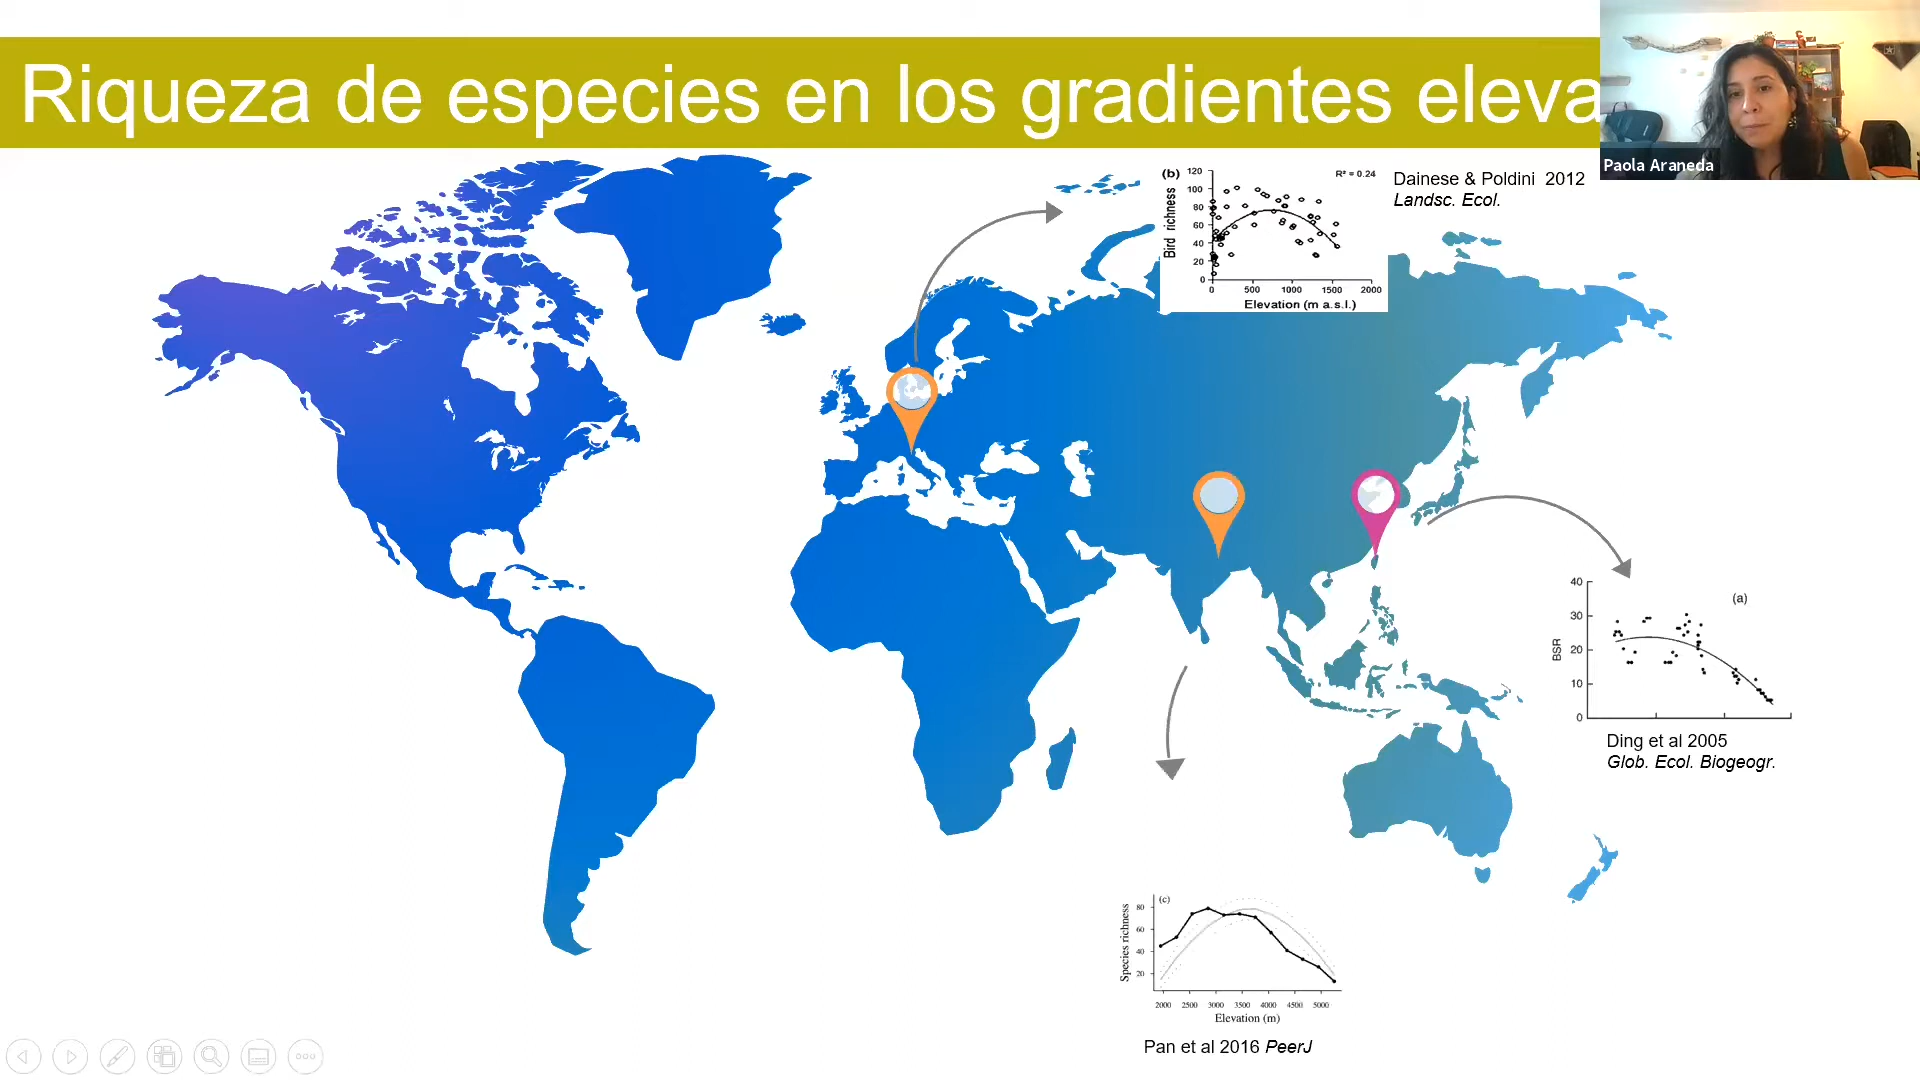 Riqueza de especies en los gradientes eleva
Paola Araneda
(b)
R² = 0.24
Bird richness
120
100
80
60
40
20
0
0 500 1000 1500 2000
Elevation (m a.s.l.)
Dainese & Poldini 2012
Landsc. Ecol.
(a)
BSR
40
30
20
10
0
Ding et al 2005
Glob. Ecol. Biogeogr.
(c)
Species richness
80
60
40
20
2000 2500 3000 3500 4000 4500 5000
Elevation (m)
Pan et al 2016 PeerJ